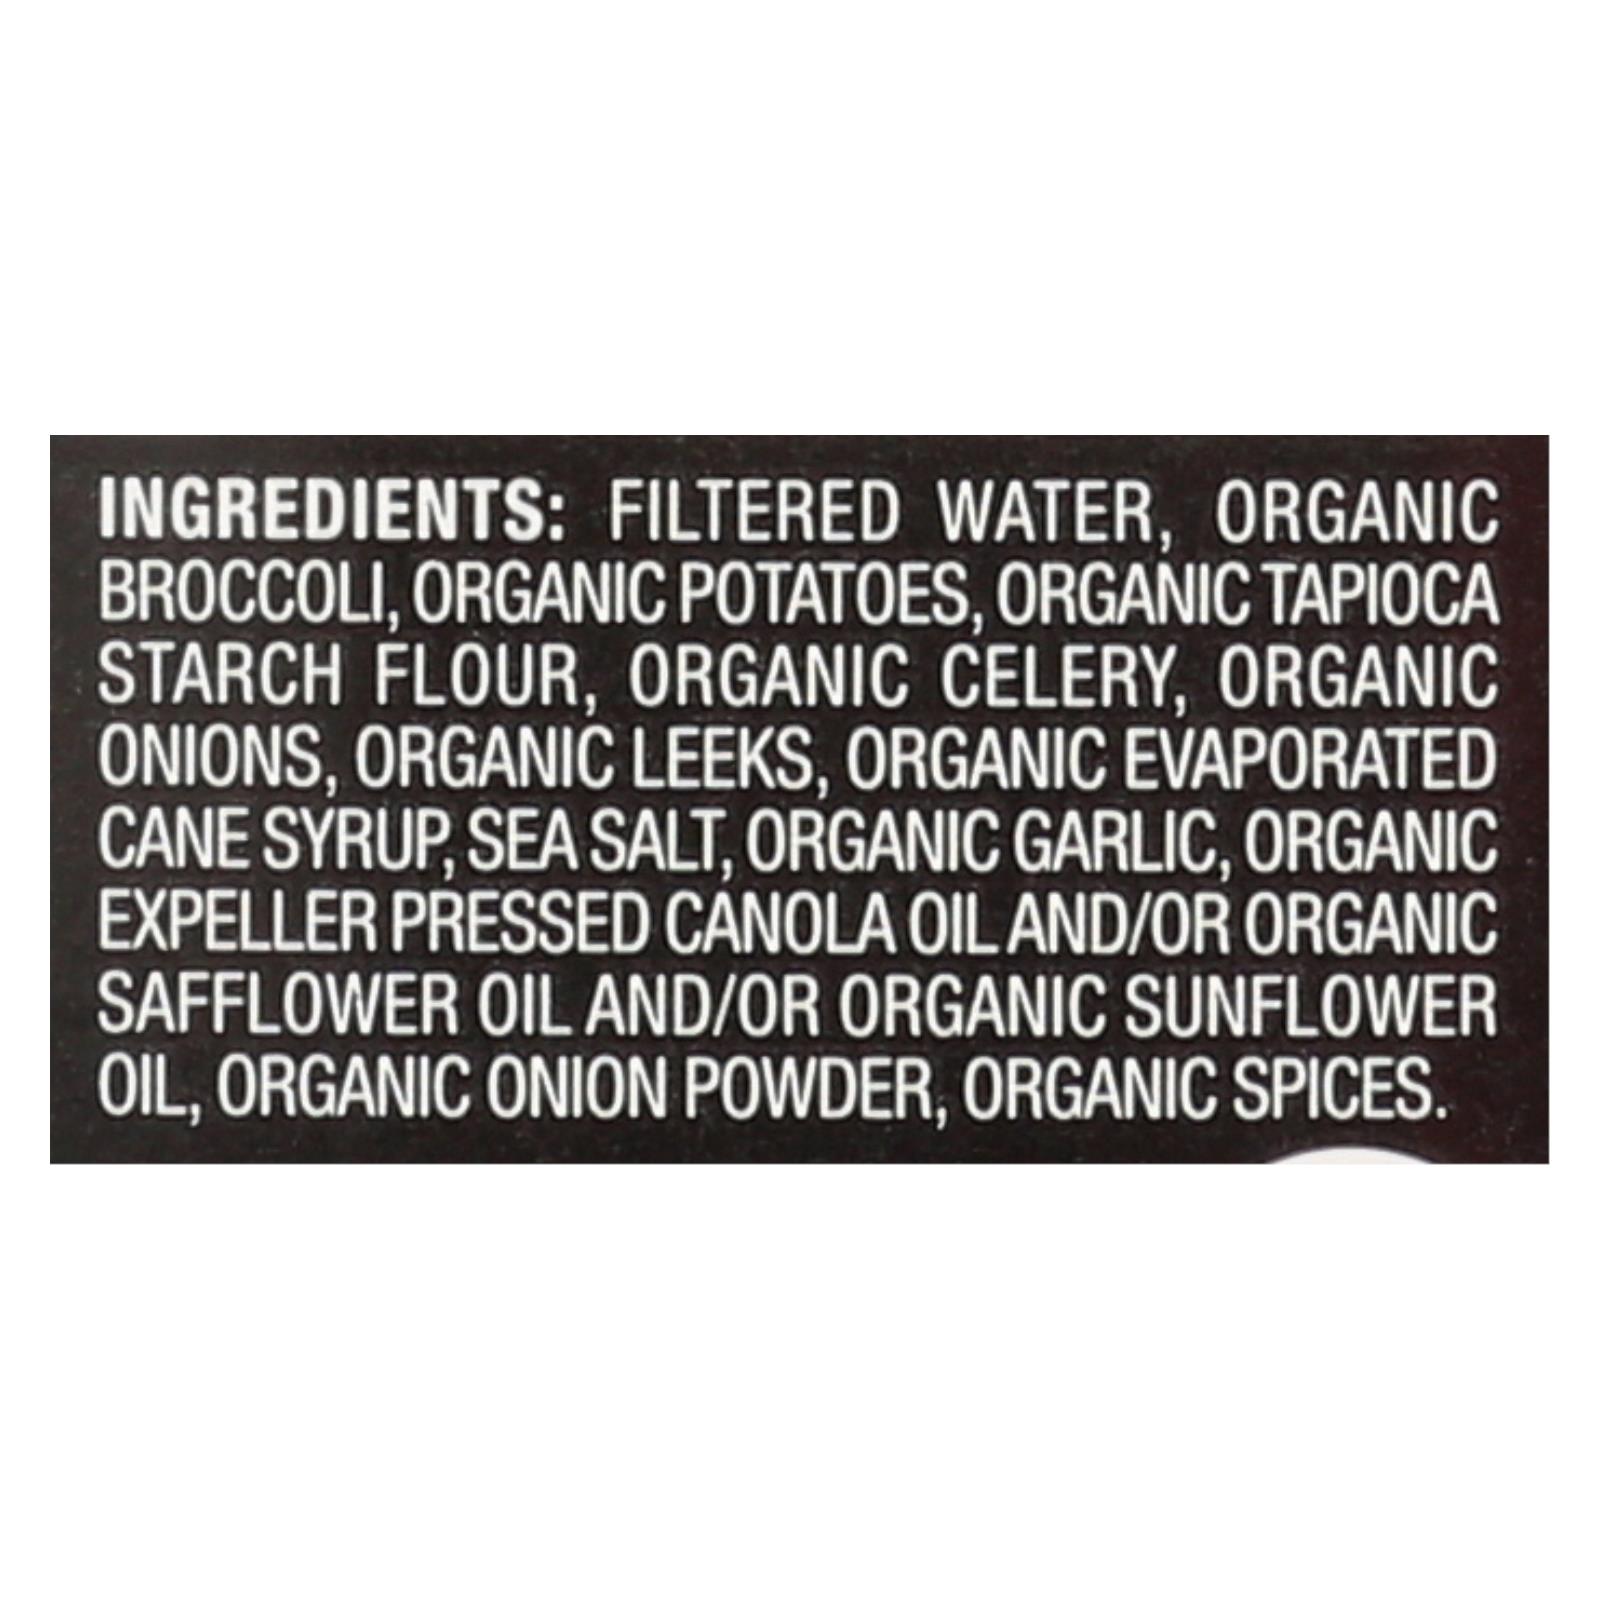 INGREDIENTS: FILTERED WATER, ORGANIC
BROCCOLI, ORGANIC POTATOES, ORGANIC TAPIOCA
STARCH FLOUR, ORGANIC CELERY, ORGANIC
ONIONS, ORGANIC LEEKS, ORGANIC EVAPORATED
CANE SYRUP, SEA SALT, ORGANIC GARLIC, ORGANIC
EXPELLER PRESSED CANOLA OIL AND/OR ORGANIC
SAFFLOWER OIL AND/OR ORGANIC SUNFLOWER
OIL, ORGANIC ONION POWDER, ORGANIC SPICES.